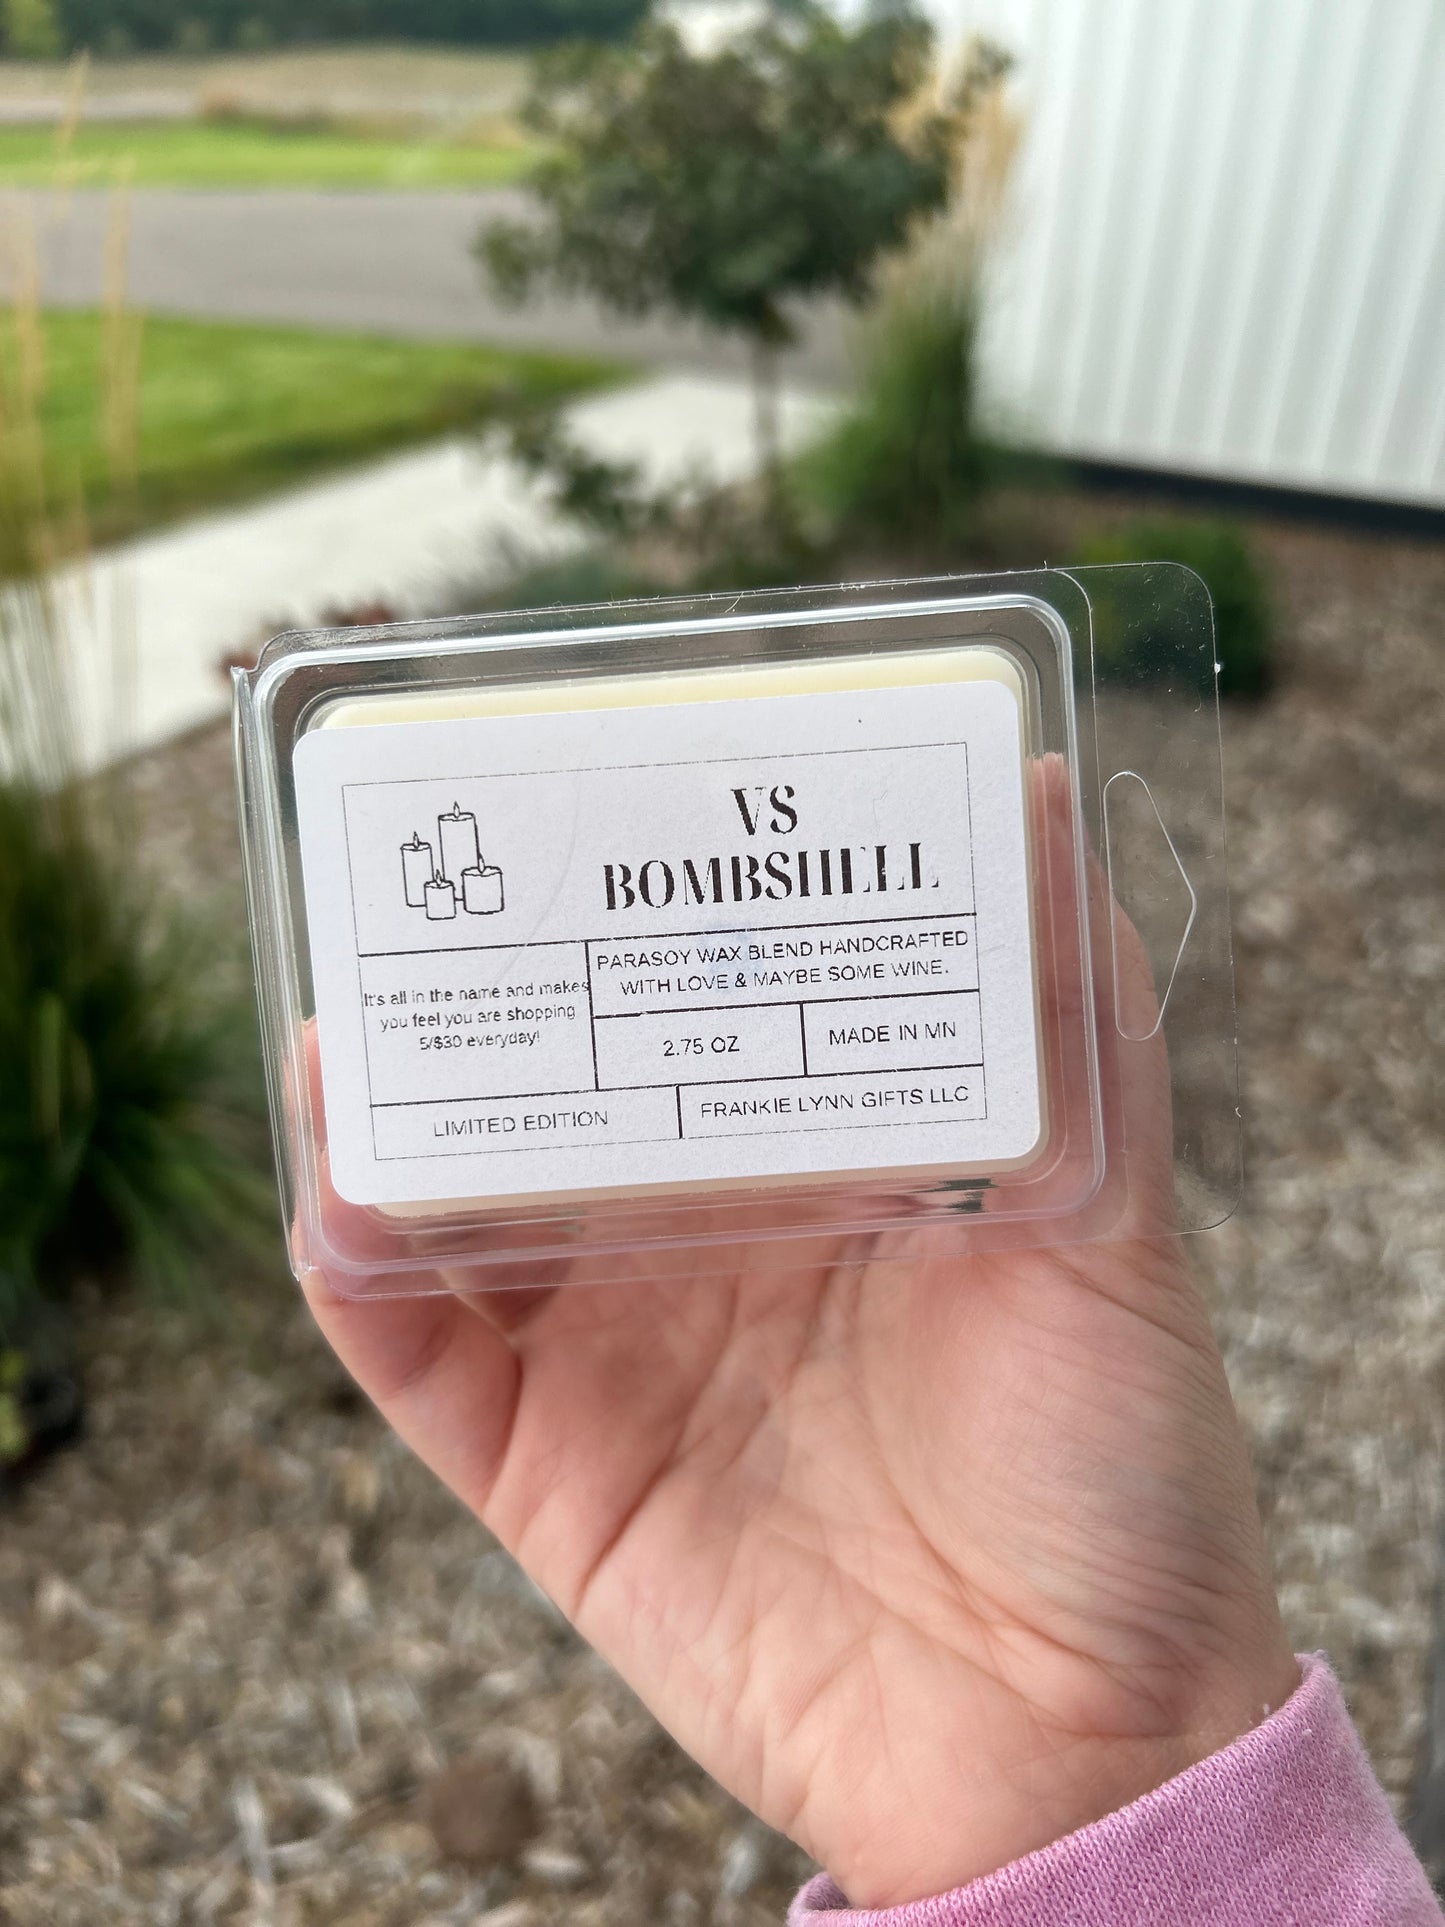 VS
BOMBSHELL
PARASOY WAX BLEND HANDCRAFTED
WITH LOVE & MAYBE SOME WINE.
It's all in the name and makes
you feel you are shopping
5/$30 everyday!
2.75 OZ
MADE IN MN
LIMITED EDITION
FRANKIE LYNN GIFTS LLC